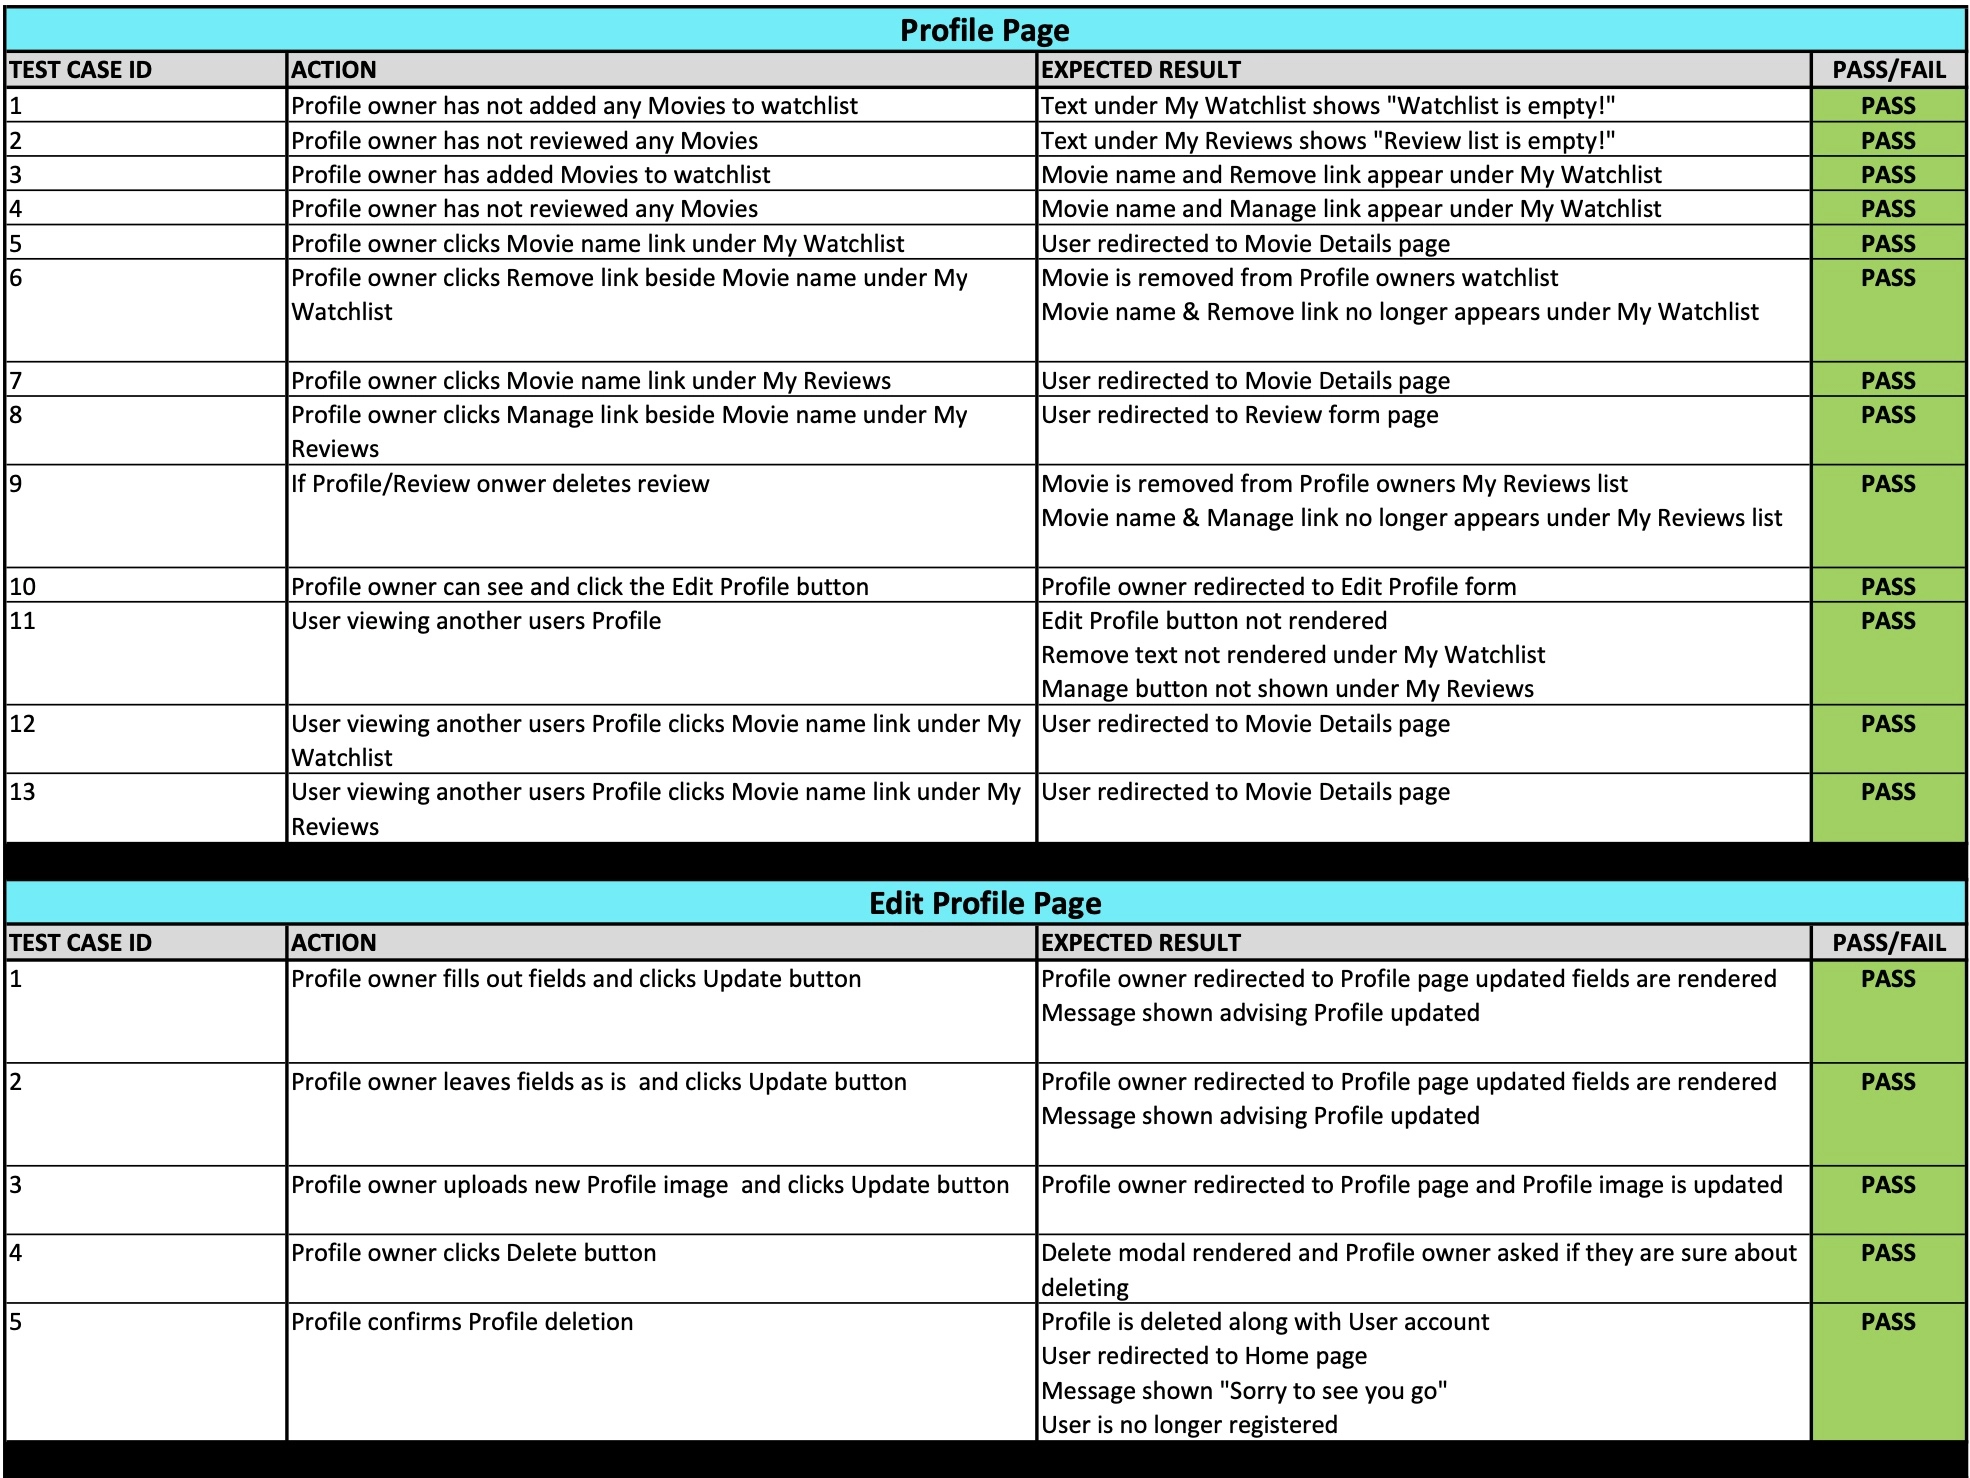 Profile Page
TEST CASE ID ACTION EXPECTED RESULT PASS/FAIL
1 Profile owner has not added any Movies to watchlist Text under My Watchlist shows "Watchlist is empty!" PASS
2 Profile owner has not reviewed any Movies Text under My Reviews shows "Review list is empty!" PASS
3 Profile owner has added Movies to watchlist Movie name and Remove link appear under My Watchlist PASS
4 Profile owner has not reviewed any Movies Movie name and Manage link appear under My Watchlist PASS
5 Profile owner clicks Movie name link under My Watchlist User redirected to Movie Details page PASS
6 Profile owner clicks Remove link beside Movie name under My Movie is removed from Profile owners watchlist PASS
Watchlist Movie name & Remove link no longer appears under My Watchlist
7 Profile owner clicks Movie name link under My Reviews User redirected to Movie Details page PASS
8 Profile owner clicks Manage link beside Movie name under My User redirected to Review form page PASS
Reviews
9 If Profile/Review onwer deletes review Movie is removed from Profile owners My Reviews list PASS
Movie name & Manage link no longer appears under My Reviews list
10 Profile owner can see and click the Edit Profile button Profile owner redirected to Edit Profile form PASS
11 User viewing another users Profile Edit Profile button not rendered PASS
Remove text not rendered under My Watchlist
Manage button not shown under My Reviews
12 User viewing another users Profile clicks Movie name link under My User redirected to Movie Details page PASS
Watchlist
13 User viewing another users Profile clicks Movie name link under My User redirected to Movie Details page PASS
Reviews
Edit Profile Page
TEST CASE ID ACTION EXPECTED RESULT PASS/FAIL
1 Profile owner fills out fields and clicks Update button Profile owner redirected to Profile page updated fields are rendered PASS
Message shown advising Profile updated
2 Profile owner leaves fields as is  and clicks Update button Profile owner redirected to Profile page updated fields are rendered PASS
Message shown advising Profile updated
3 Profile owner uploads new Profile image  and clicks Update button Profile owner redirected to Profile page and Profile image is updated PASS
4 Profile owner clicks Delete button Delete modal rendered and Profile owner asked if they are sure about PASS
deleting
5 Profile confirms Profile deletion Profile is deleted along with User account PASS
User redirected to Home page
Message shown "Sorry to see you go"
User is no longer registered